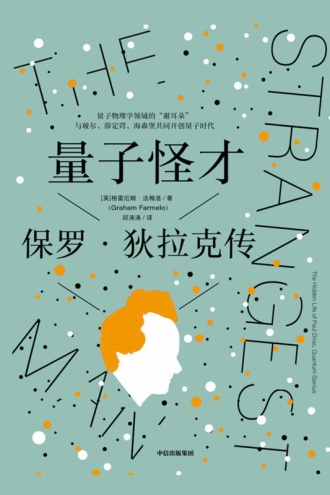 THE
STRANGEST
MAN
量子物理学领域的“谢耳朵”
与玻尔、薛定谔、海森堡共同开创量子时代
量子怪才
[英]格雷厄姆·法梅洛/著
(Graham Farmelo)
邱涛涛/译
保罗·狄拉克传
The Hidden Life of Paul Dirac, Quantum Genius
中信出版集团